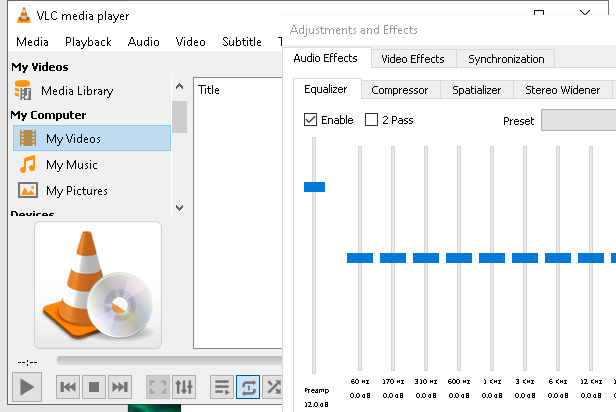 VLC media player
Media Playback Audio Video Subtitle
My Videos
Media Library
My Computer
My Videos
My Music
My Pictures
Devices
Title
--:--
Adjustments and Effects
Audio Effects Video Effects Synchronization
Equalizer Compressor Spatializer Stereo Widener
Enable 2 Pass Preset
60 Hz 170 Hz 310 Hz 600 Hz 1 KHz 3 KHz 6 KHz 12 KHz
Preamp 0.0 dB 0.0 dB 0.0 dB 0.0 dB 0.0 dB 0.0 dB 0.0 dB 0.0 dB
12.0 dB